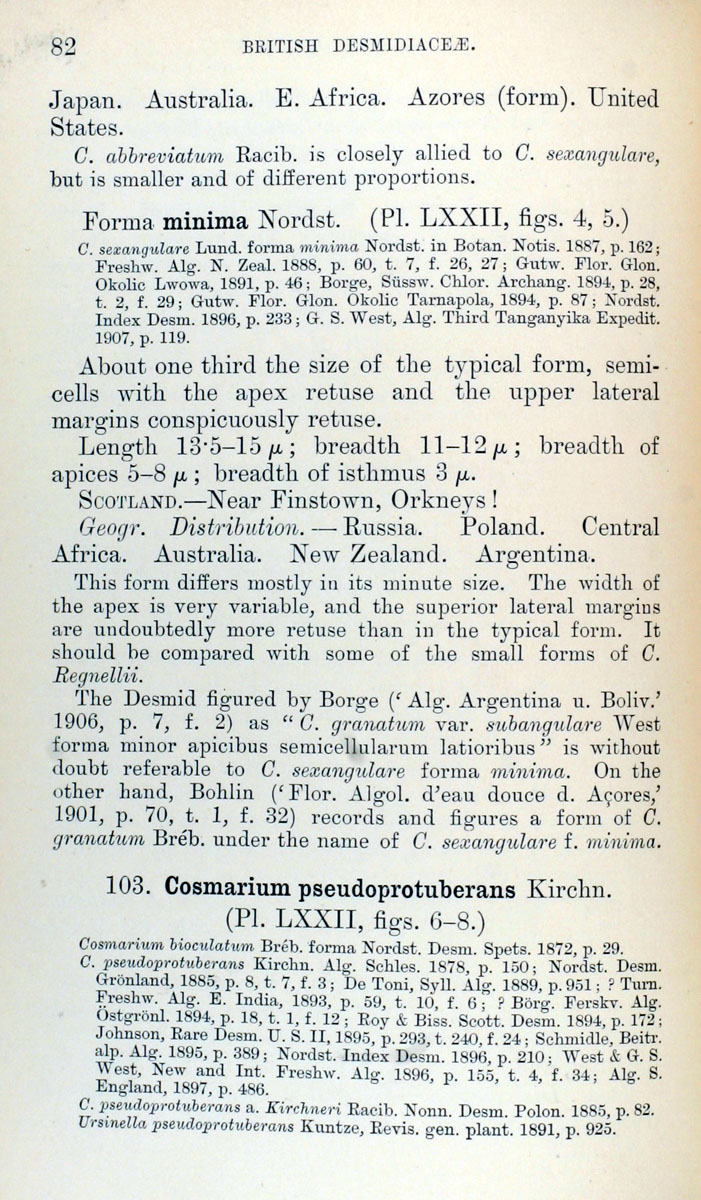 82 BRITISH DESMIDIACEÆ.
Japan. Australia. E. Africa. Azores (form). United
States.
C. abbreviatum Racib. is closely allied to C. sexangulare,
but is smaller and of different proportions.
Forma minima Nordst. (Pl. LXXII, figs. 4, 5.)
C. sexangulare Lund. forma minima Nordst. in Botan. Notis. 1887, p. 162;
Freshw. Alg. N. Zeal. 1888, p. 60, t. 7, f. 26, 27; Gutw. Flor. Glon.
Okolic Lwowa, 1891, p. 46; Borge, Süssw. Chlor. Archang. 1894, p. 28,
t. 2, f. 29; Gutw. Flor. Glon. Okolic Tarnapola, 1894, p. 87; Nordst.
Index Desm. 1896, p. 233; G. S. West, Alg. Third Tanganyika Expedit.
1907, p. 119.
About one third the size of the typical form, semi-
cells with the apex retuse and the upper lateral
margins conspicuously retuse.
Length 13·5–15 μ; breadth 11–12 μ; breadth of
apices 5–8 μ; breadth of isthmus 3 μ.
SCOTLAND.—Near Finstown, Orkneys!
Geogr. Distribution.—Russia. Poland. Central
Africa. Australia. New Zealand. Argentina.
This form differs mostly in its minute size. The width of
the apex is very variable, and the superior lateral margins
are undoubtedly more retuse than in the typical form. It
should be compared with some of the small forms of C.
Regnellii.
The Desmid figured by Borge (‘Alg. Argentina u. Boliv.’
1906, p. 7, f. 2) as “C. granatum var. subangulare West
forma minor apicibus semicellularum latioribus” is without
doubt referable to C. sexangulare forma minima. On the
other hand, Bohlin (‘Flor. Algol. d’eau douce d. Açores,’
1901, p. 70, t. 1, f. 32) records and figures a form of C.
granatum Bréb. under the name of C. sexangulare f. minima.
103. Cosmarium pseudoprotuberans Kirchn.
(Pl. LXXII, figs. 6–8.)
Cosmarium bioculatum Bréb. forma Nordst. Desm. Spets. 1872, p. 29.
C. pseudoprotuberans Kirchn. Alg. Schles. 1878, p. 150; Nordst. Desm.
Grönland, 1885, p. 8, t. 7, f. 3; De Toni, Syll. Alg. 1889, p. 951; ? Turn.
Freshw. Alg. E. India, 1893, p. 59, t. 10, f. 6; ? Börg. Ferskv. Alg.
Östgrönl. 1894, p. 18, t. 1, f. 12; Roy & Biss. Scott. Desm. 1894, p. 172;
Johnson, Rare Desm. U. S. II, 1895, p. 293, t. 240, f. 24; Schmidle, Beitr.
alp. Alg. 1895, p. 389; Nordst. Index Desm. 1896, p. 210; West & G. S.
West, New and Int. Freshw. Alg. 1896, p. 155, t. 4, f. 34; Alg. S.
England, 1897, p. 486.
C. pseudoprotuberans a. Kirchneri Racib. Nonn. Desm. Polon. 1885, p. 82.
Ursinella pseudoprotuberans Kuntze, Revis. gen. plant. 1891, p. 925.